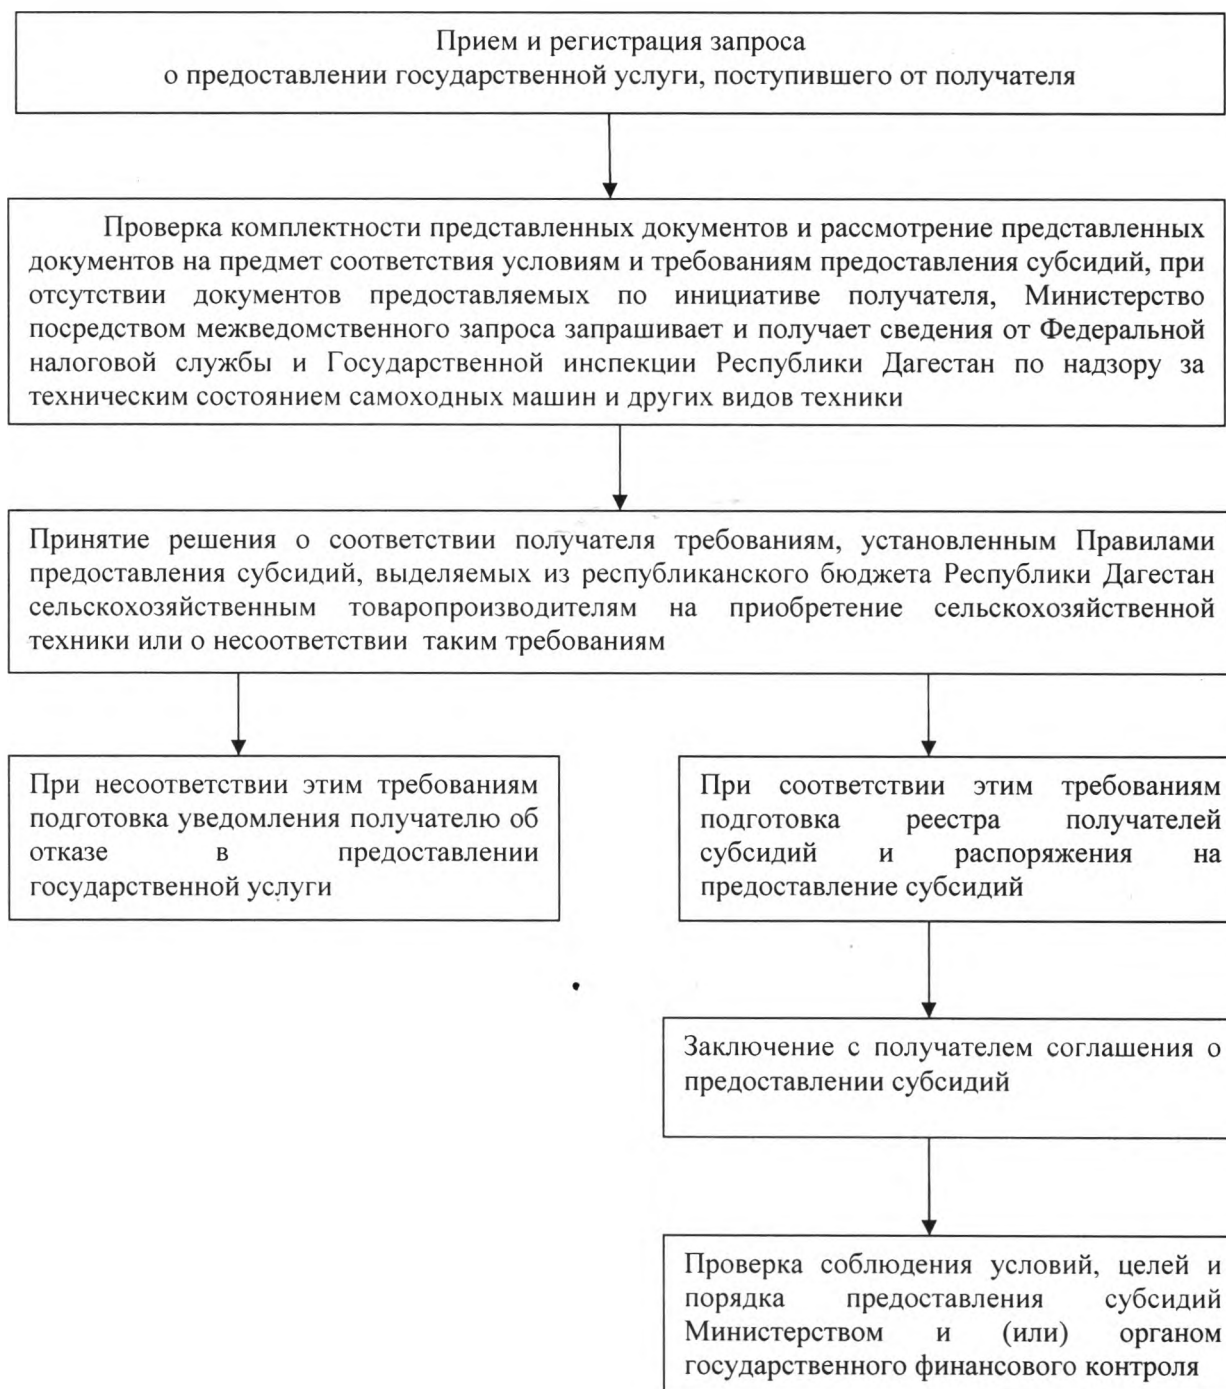 Прием и регистрация запроса
о предоставлении государственной услуги, поступившего от получателя
Проверка комплектности представленных документов и рассмотрение представленных
документов на предмет соответствия условиям и требованиям предоставления субсидий, при
отсутствии документов предоставляемых по инициативе получателя, Министерство
посредством межведомственного запроса запрашивает и получает сведения от Федеральной
налоговой службы и Государственной инспекции Республики Дагестан по надзору за
техническим состоянием самоходных машин и других видов техники
Принятие решения о соответствии получателя требованиям, установленным Правилами
предоставления субсидий, выделяемых из республиканского бюджета Республики Дагестан
сельскохозяйственным товаропроизводителям на приобретение сельскохозяйственной
техники или о несоответствии таким требованиям
При несоответствии этим требованиям
подготовка уведомления получателю об
отказе в предоставлении
государственной услуги
При соответствии этим требованиям
подготовка реестра получателей
субсидий и распоряжения на
предоставление субсидий
Заключение с получателем соглашения о
предоставлении субсидий
Проверка соблюдения условий, целей и
порядка предоставления субсидий
Министерством и (или) органом
государственного финансового контроля